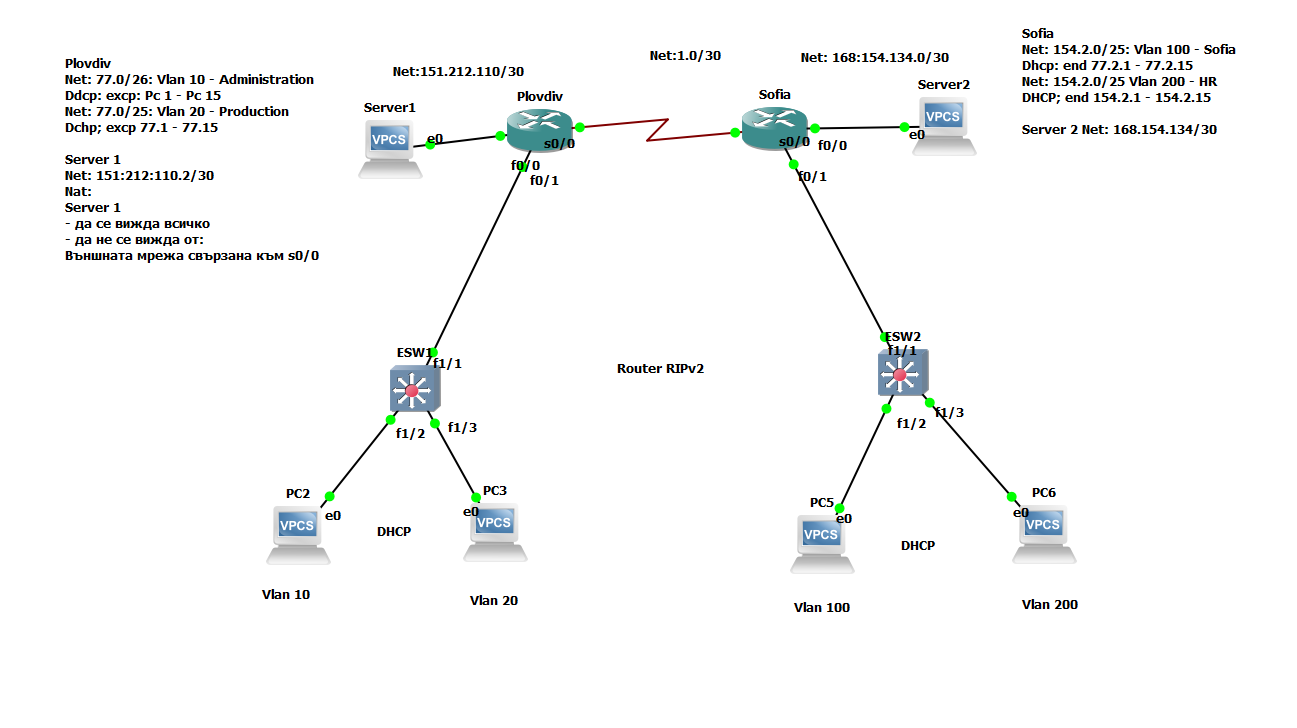 Plovdiv
Net: 77.0/26: Vlan 10 - Administration
Ddcp: excp: Pc 1 - Pc 15
Net: 77.0/25: Vlan 20 - Production
Dchp; excp 77.1 - 77.15
Server 1
Net: 151:212:110.2/30
Nat:
Server 1
- да се вижда всичко
- да не се вижда от:
Външната мрежа свързана към s0/0
Net:151.212.110/30
Net:1.0/30
Net: 168:154.134.0/30
Sofia
Net: 154.2.0/25: Vlan 100 - Sofia
Dhcp: end 77.2.1 - 77.2.15
Net: 154.2.0/25 Vlan 200 - HR
DHCP; end 154.2.1 - 154.2.15
Server 2 Net: 168.154.134/30
Server1
VPCS
e0
Plovdiv
s0/0
f0/0
f0/1
Sofia
s0/0
f0/0
f0/1
Server2
VPCS
e0
ESW1
f1/1
f1/2
f1/3
Router RIPv2
ESW2
f1/1
f1/2
f1/3
PC2
VPCS
e0
DHCP
PC3
VPCS
e0
PC5
VPCS
e0
DHCP
PC6
VPCS
e0
Vlan 10
Vlan 20
Vlan 100
Vlan 200